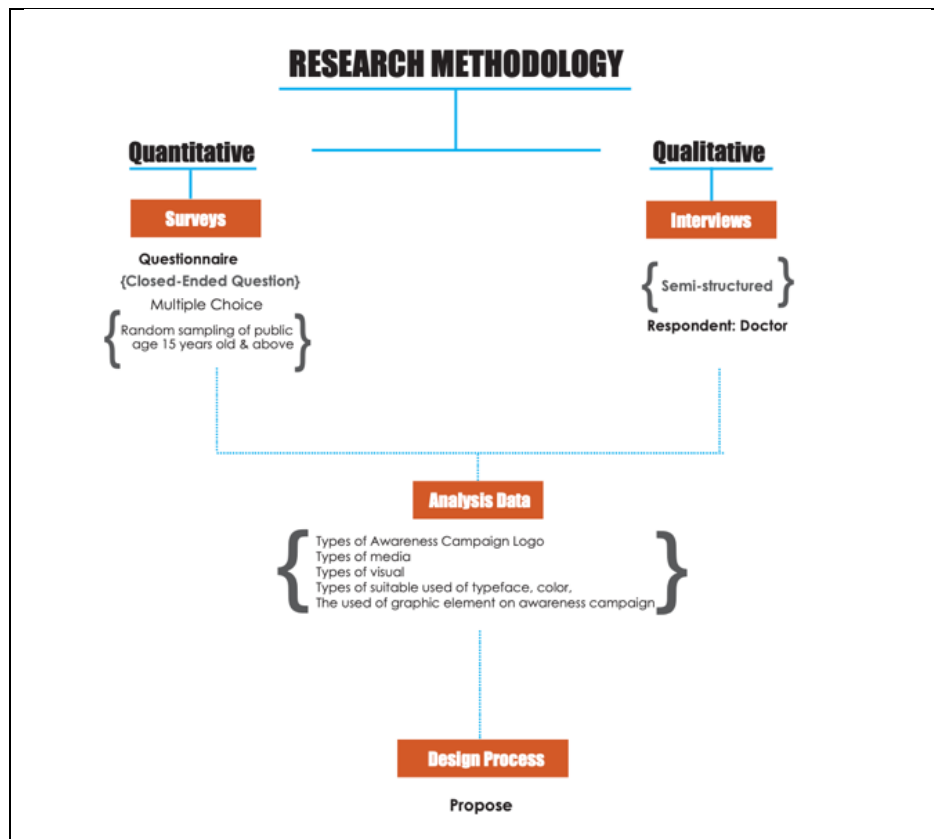 RESEARCH METHODOLOGY
Quantitative
Surveys
Questionnaire
{Closed-Ended Question}
Multiple Choice
{Random sampling of public
age 15 years old & above}
Qualitative
Interviews
{Semi-structured}
Respondent: Doctor
Analysis Data
{Types of Awareness Campaign Logo
Types of media
Types of visual
Types of suitable used of typeface, color,
The used of graphic element on awareness campaign}
Design Process
Propose